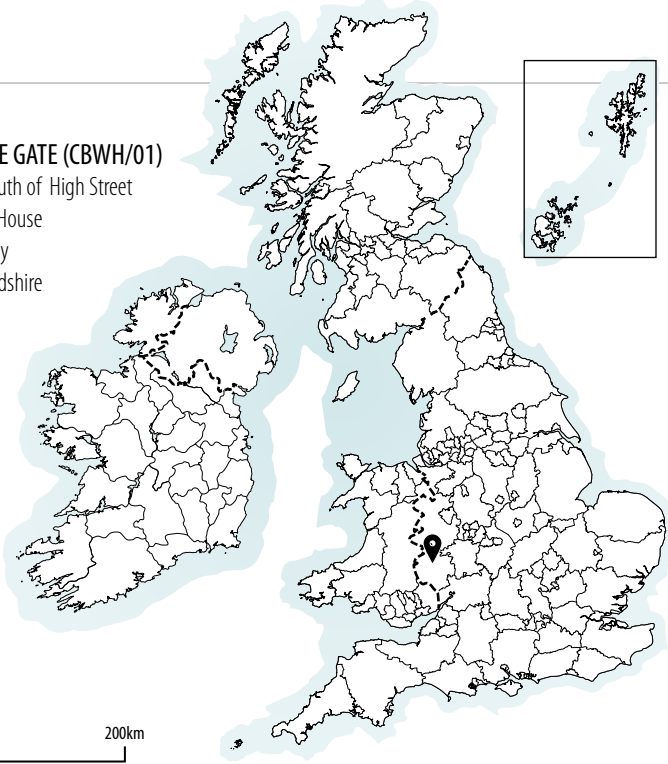 E GATE (CBWH/01)
uth of High Street
House
y
dshire
200km